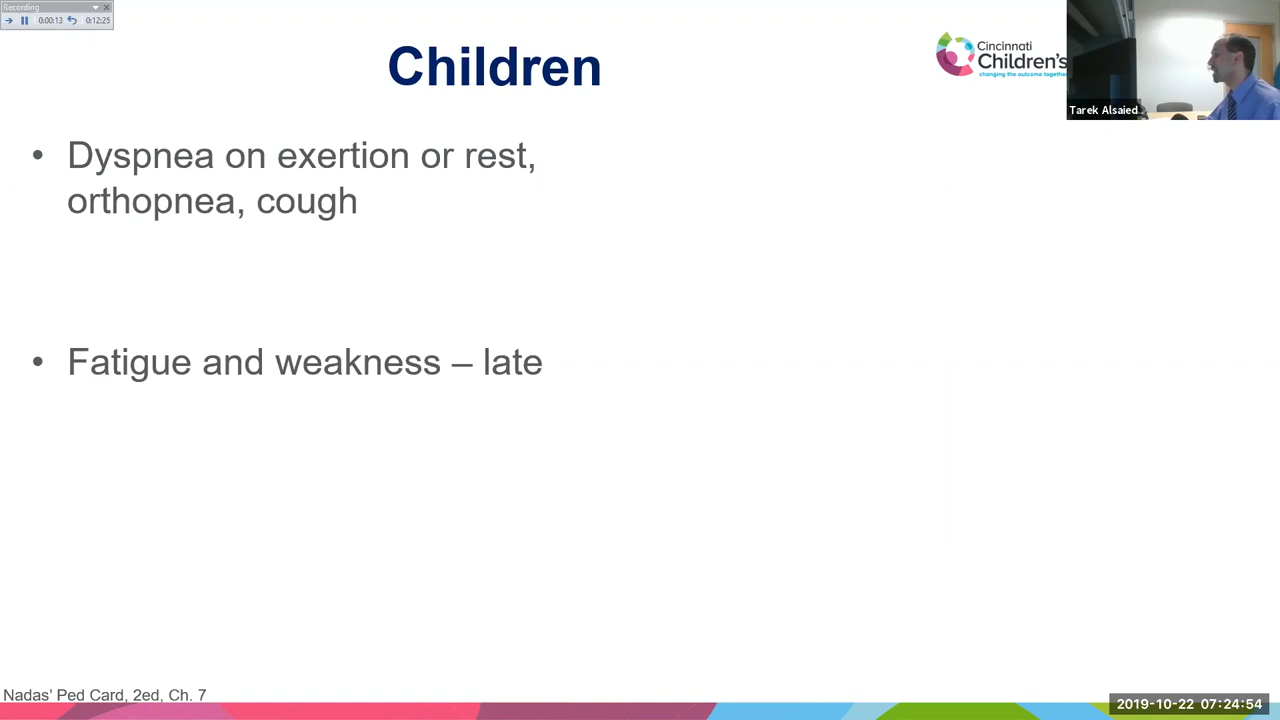 Recording
0:00:13
0:12:25
Children
Cincinnati
Children's
changing the outcome together
Tarek Alsaied
• Dyspnea on exertion or rest,
orthopnea, cough
• Fatigue and weakness – late
Nadas' Ped Card, 2ed, Ch. 7
2019-10-22 07:24:54